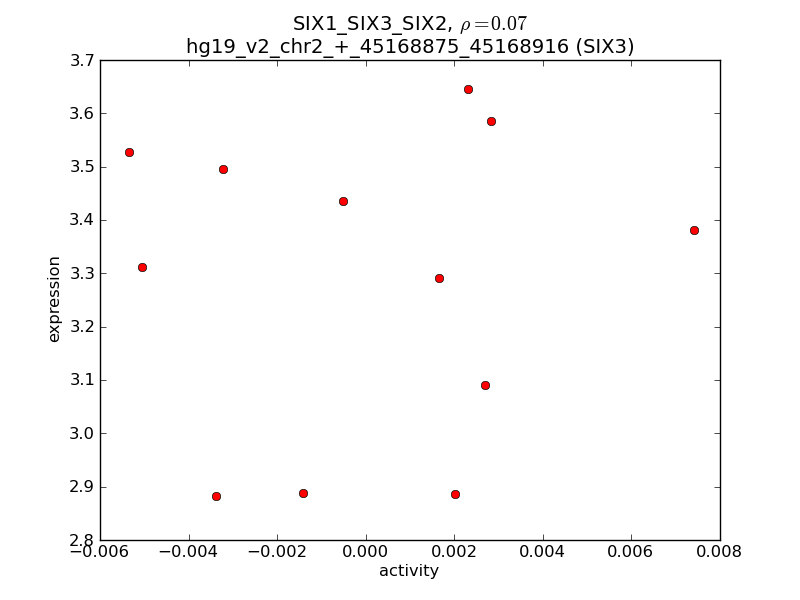 SIX1_SIX3_SIX2, ρ=0.07
hg19_v2_chr2_+_45168875_45168916 (SIX3)
3.7
3.6
3.5
3.4
3.3
3.2
3.1
3.0
2.9
2.8
expression
−0.006 −0.004 −0.002 0.000 0.002 0.004 0.006 0.008
activity